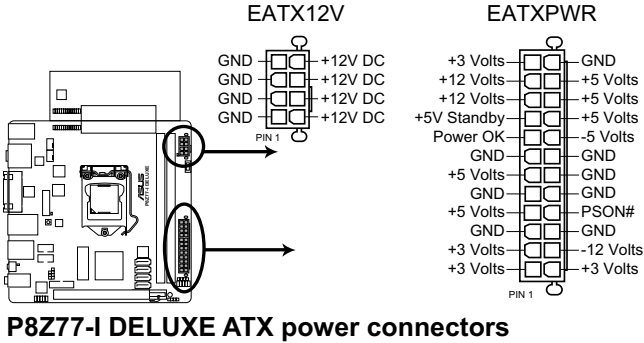 EATX12V
GND +12V DC
GND +12V DC
GND +12V DC
GND +12V DC
PIN 1
EATXPWR
+3 Volts GND
+12 Volts +5 Volts
+12 Volts +5 Volts
+5V Standby +5 Volts
Power OK -5 Volts
GND GND
+5 Volts GND
GND GND
+5 Volts PSON#
GND GND
+3 Volts -12 Volts
+3 Volts +3 Volts
PIN 1
ASUS
P8Z77-I DELUXE
P8Z77-I DELUXE ATX power connectors